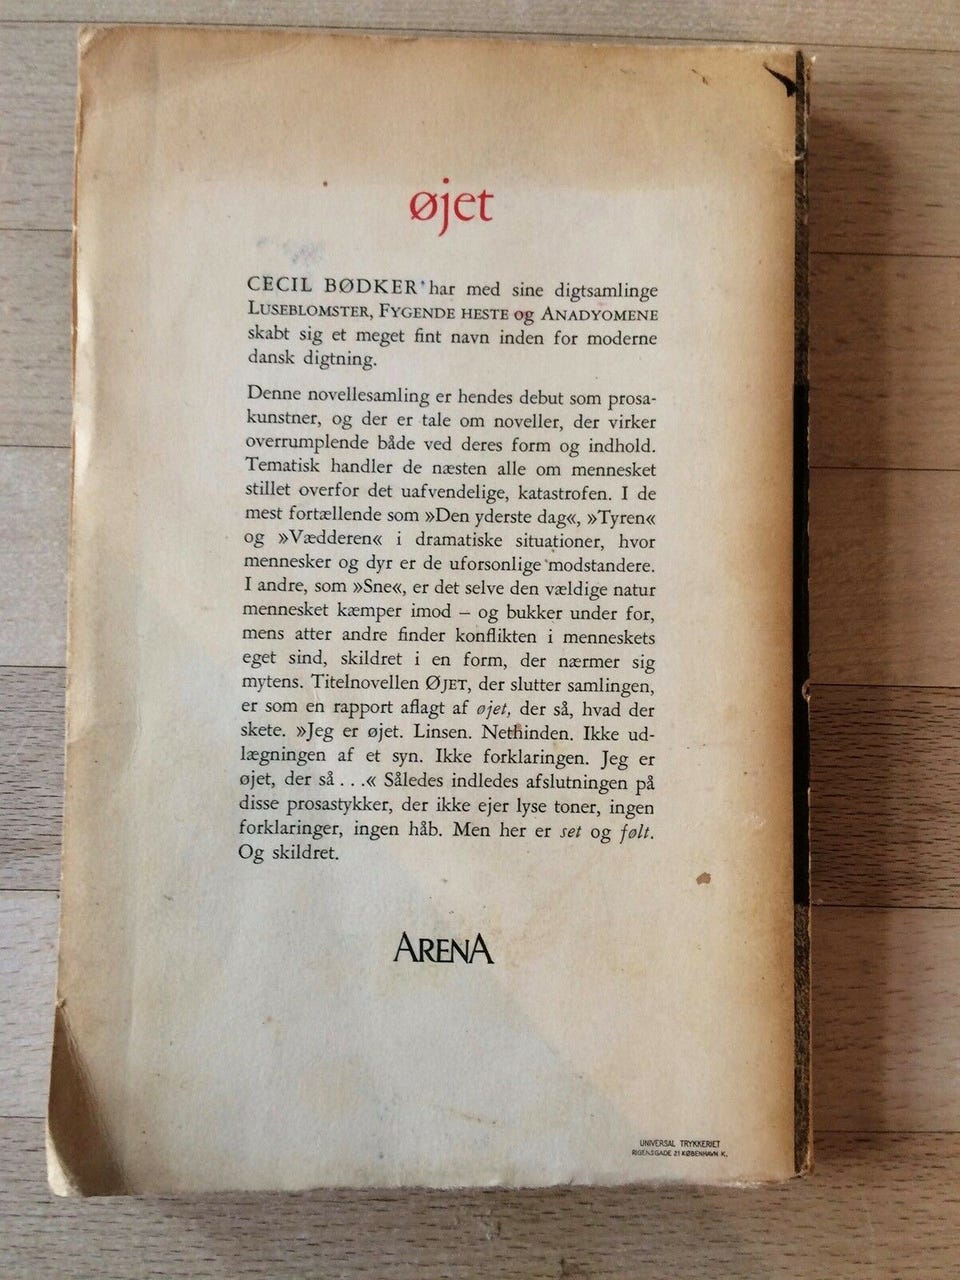 øjet
CECIL BØDKER har med sine digtsamlinge
LUSEBLOMSTER, FYGENDE HESTE og ANADYOMENE
skabt sig et meget fint navn inden for moderne
dansk digtning.
Denne novellesamling er hendes debut som prosa-
kunstner, og der er tale om noveller, der virker
overrumplende både ved deres form og indhold.
Tematisk handler de næsten alle om mennesket
stillet overfor det uafvendelige, katastrofen. I de
mest fortællende som »Den yderste dag«, »Tyren«
og »Vædderen« i dramatiske situationer, hvor
mennesker og dyr er de uforsonlige modstandere.
I andre, som »Sne«, er det selve den vældige natur
mennesket kæmper imod – og bukker under for,
mens atter andre finder konflikten i menneskets
eget sind, skildret i en form, der nærmer sig
mytens. Titelnovellen ØJET, der slutter samlingen,
er som en rapport aflagt af øjet, der så, hvad der
skete. »Jeg er øjet. Linsen. Nethinden. Ikke ud-
lægningen af et syn. Ikke forklaringen. Jeg er
øjet, der så . . .« Således indledes afslutningen på
disse prosastykker, der ikke ejer lyse toner, ingen
forklaringer, ingen håb. Men her er set og følt.
Og skildret.
ARENA
UNIVERSAL TRYKKERIET
RIGENSGADE 21 KØBENHAVN K.